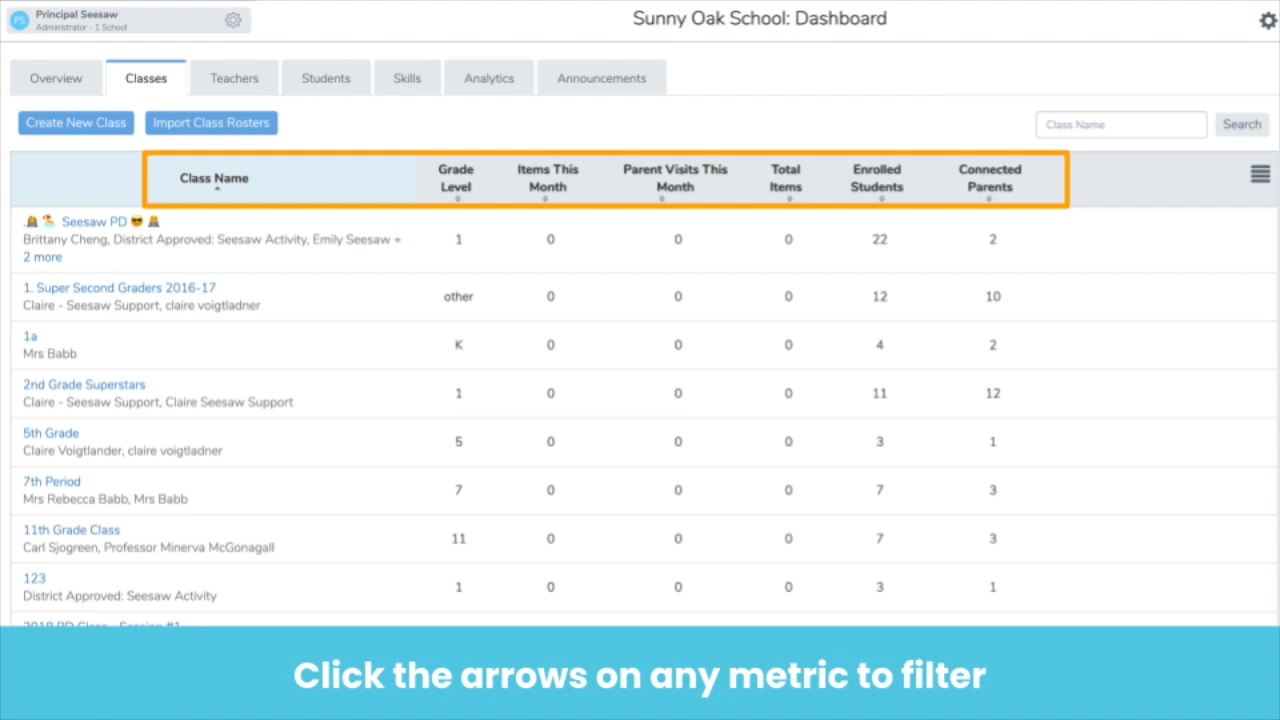 PS
Principal Seesaw
Administrator - 1 School
Sunny Oak School: Dashboard
Overview
Classes
Teachers
Students
Skills
Analytics
Announcements
Create New Class
Import Class Rosters
Class Name
Search
Class Name
Grade Level
Items This Month
Parent Visits This Month
Total Items
Enrolled Students
Connected Parents
. Seesaw PD
Brittany Cheng, District Approved: Seesaw Activity, Emily Seesaw +
2 more
1 0 0 0 22 2
1. Super Second Graders 2016-17
Claire - Seesaw Support, claire voigtladner
other 0 0 0 12 10
1a
Mrs Babb
K 0 0 0 4 2
2nd Grade Superstars
Claire - Seesaw Support, Claire Seesaw Support
1 0 0 0 11 12
5th Grade
Claire Voigtlander, claire voigtladner
5 0 0 0 3 1
7th Period
Mrs Rebecca Babb, Mrs Babb
7 0 0 0 7 3
11th Grade Class
Carl Sjogreen, Professor Minerva McGonagall
11 0 0 0 7 3
123
District Approved: Seesaw Activity
1 0 0 0 3 1
2018 PD Class - Session #1
Click the arrows on any metric to filter